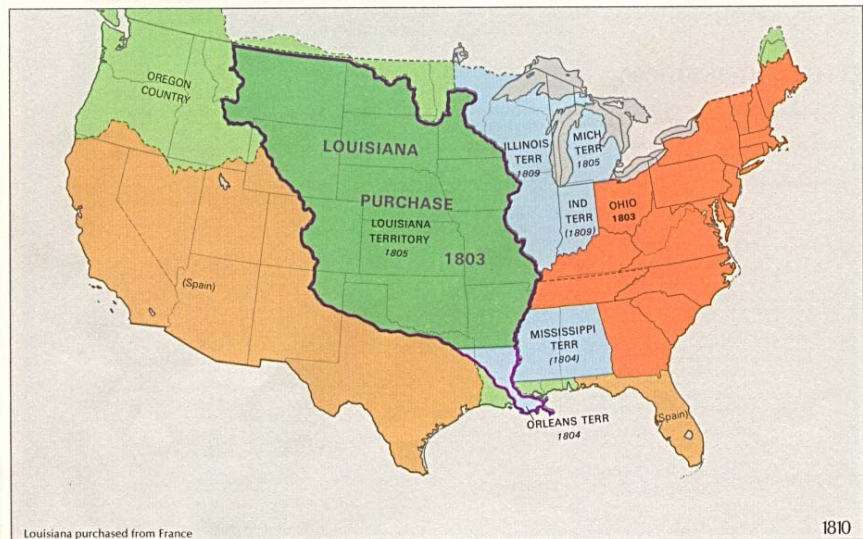 OREGON
COUNTRY
LOUISIANA
PURCHASE
LOUISIANA
TERRITORY
1805
1803
ILLINOIS
TERR
1809
MICH
TERR
1805
IND
TERR
(1809)
OHIO
1803
(Spain)
MISSISSIPPI
TERR
(1804)
ORLEANS TERR
1804
(Spain)
Louisiana purchased from France
1810